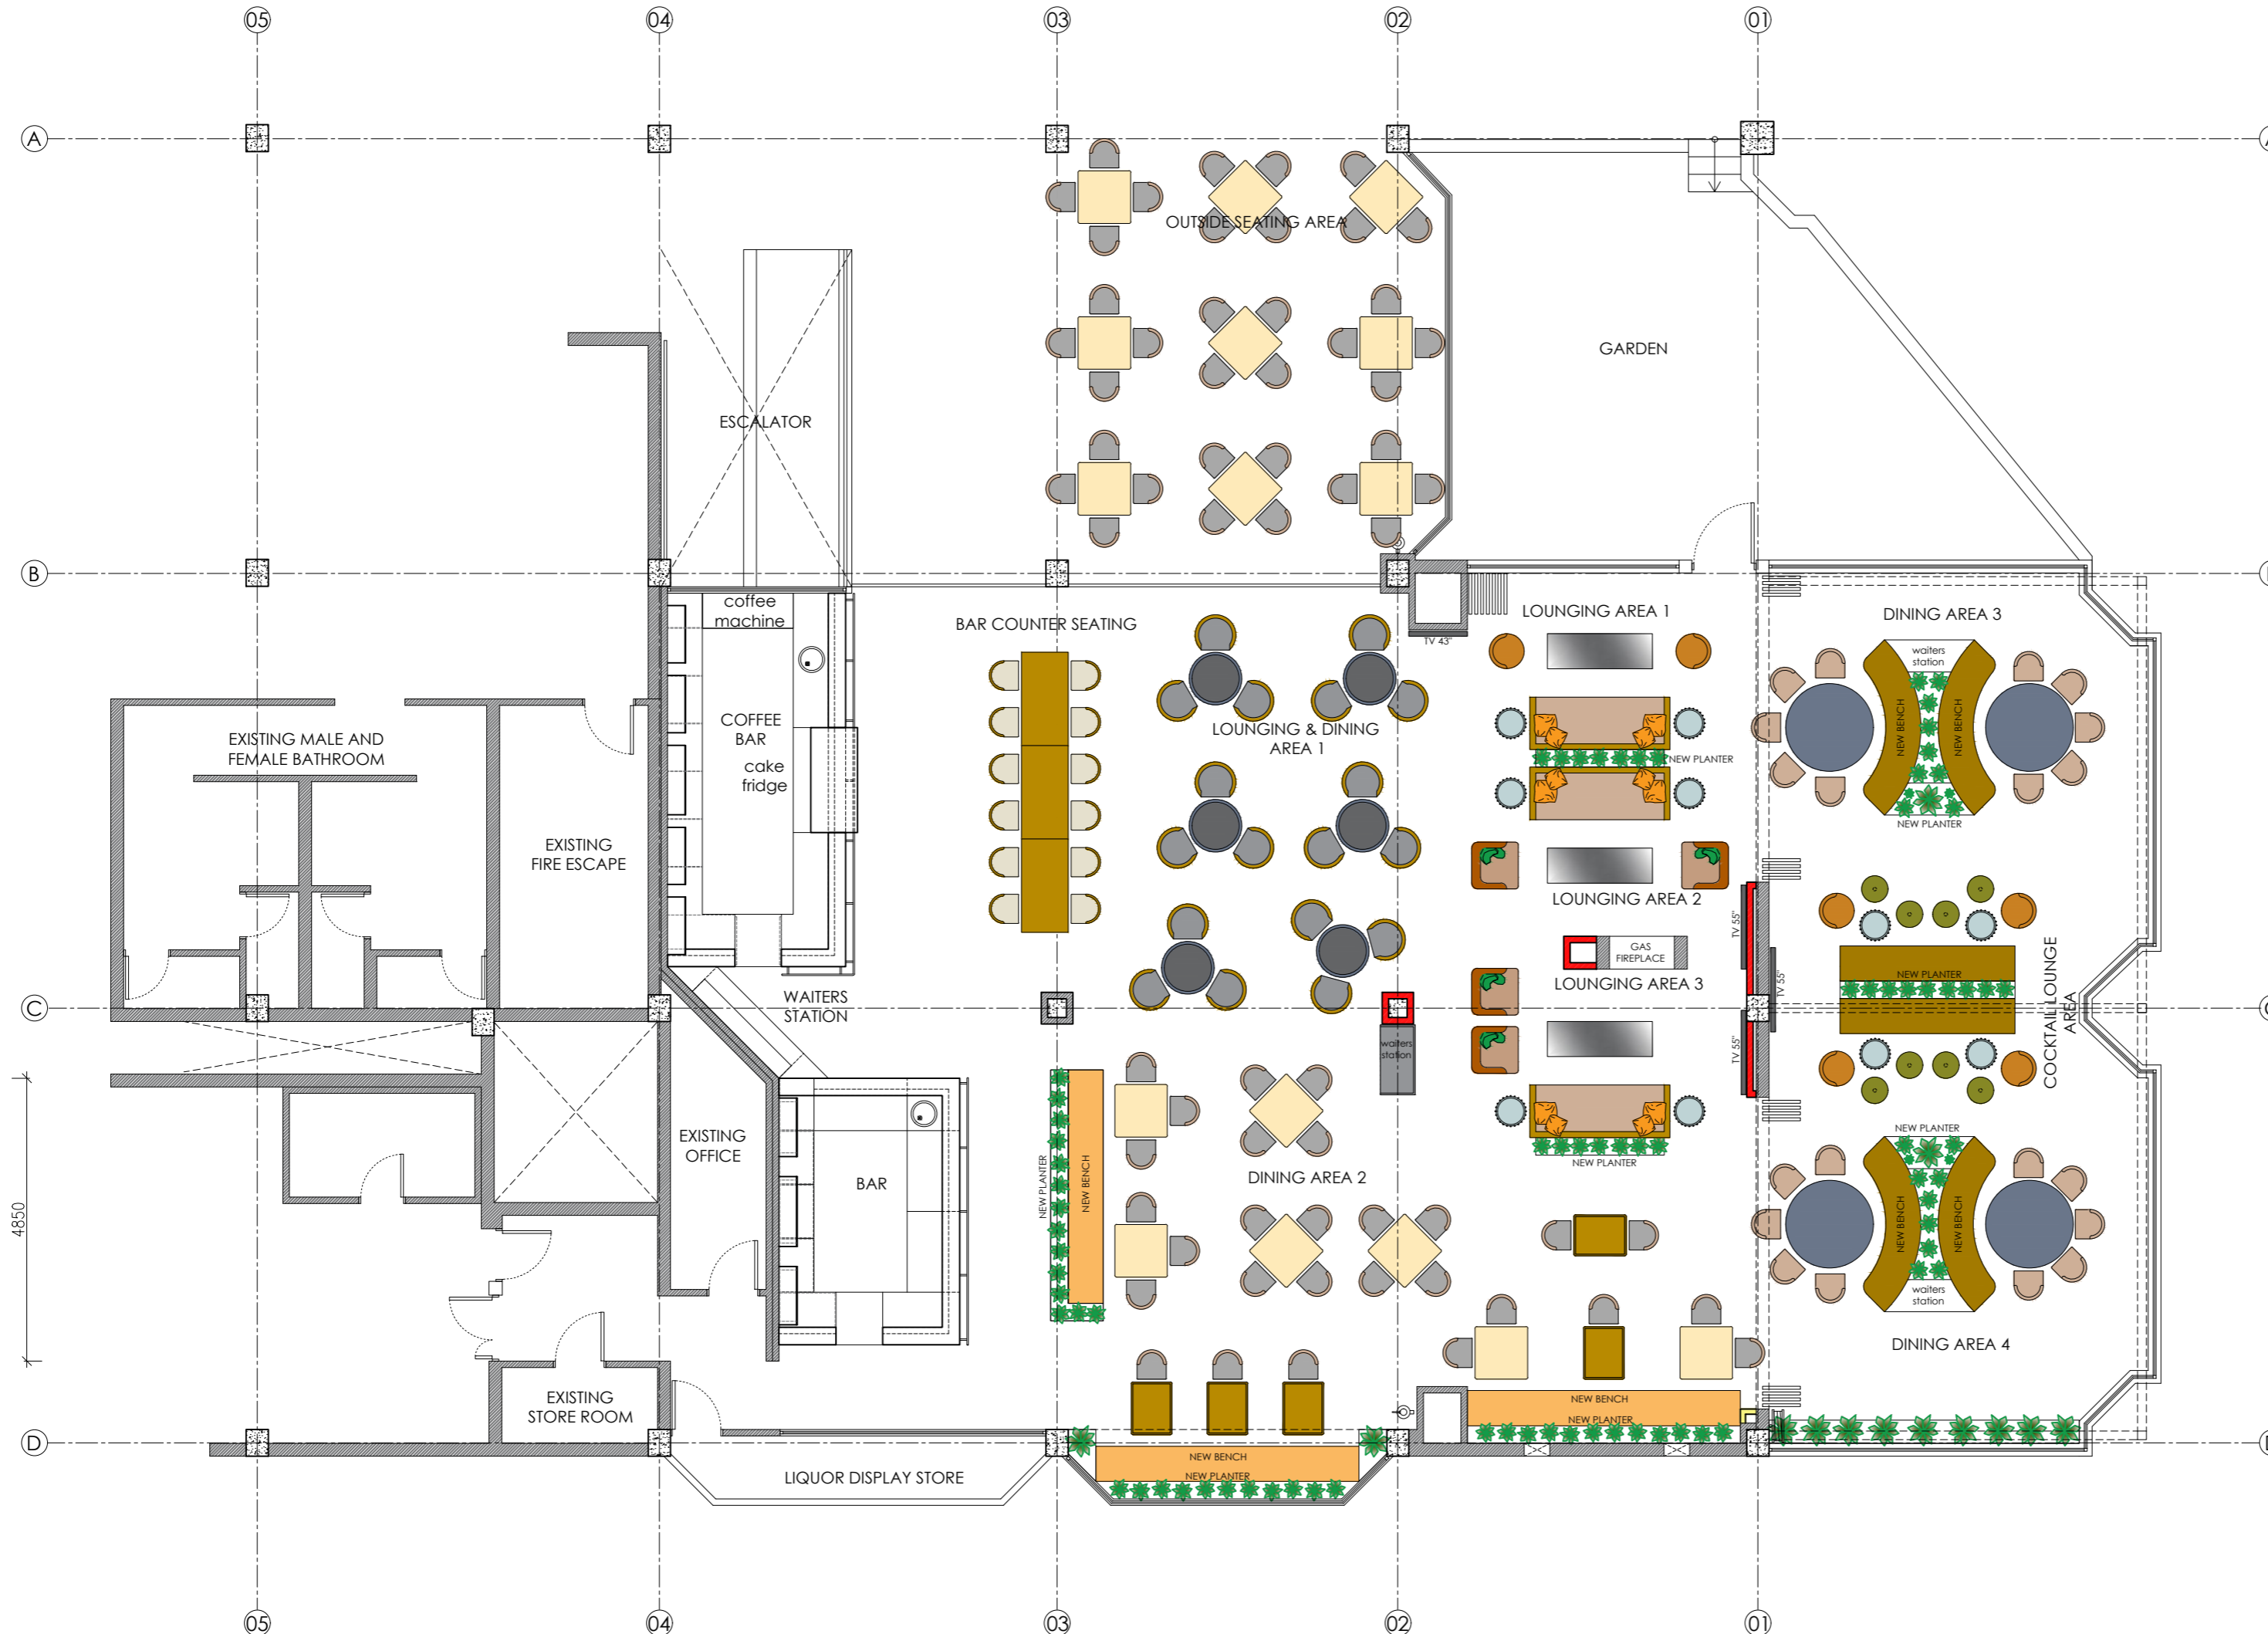 05
04
03
02
01
A
A
OUTSIDE SEATING AREA
GARDEN
ESCALATOR
B
coffee
machine
BAR COUNTER SEATING
LOUNGING AREA 1
DINING AREA 3
TV 43"
waiters
station
COFFEE
BAR
cake
fridge
LOUNGING & DINING
AREA 1
NEW BENCH
NEW BENCH
EXISTING MALE AND
FEMALE BATHROOM
NEW PLANTER
NEW PLANTER
EXISTING
FIRE ESCAPE
LOUNGING AREA 2
TV 55"
GAS
FIREPLACE
TV 55"
NEW PLANTER
COCKTAIL LOUNGE
AREA
LOUNGING AREA 3
WAITERS
STATION
C
waiters
station
TV 55"
4850
EXISTING
OFFICE
BAR
NEW PLANTER
NEW BENCH
DINING AREA 2
NEW PLANTER
NEW PLANTER
NEW BENCH
NEW BENCH
waiters
station
DINING AREA 4
EXISTING
STORE ROOM
NEW BENCH
NEW PLANTER
D
LIQUOR DISPLAY STORE
NEW BENCH
NEW PLANTER
05
04
03
02
01